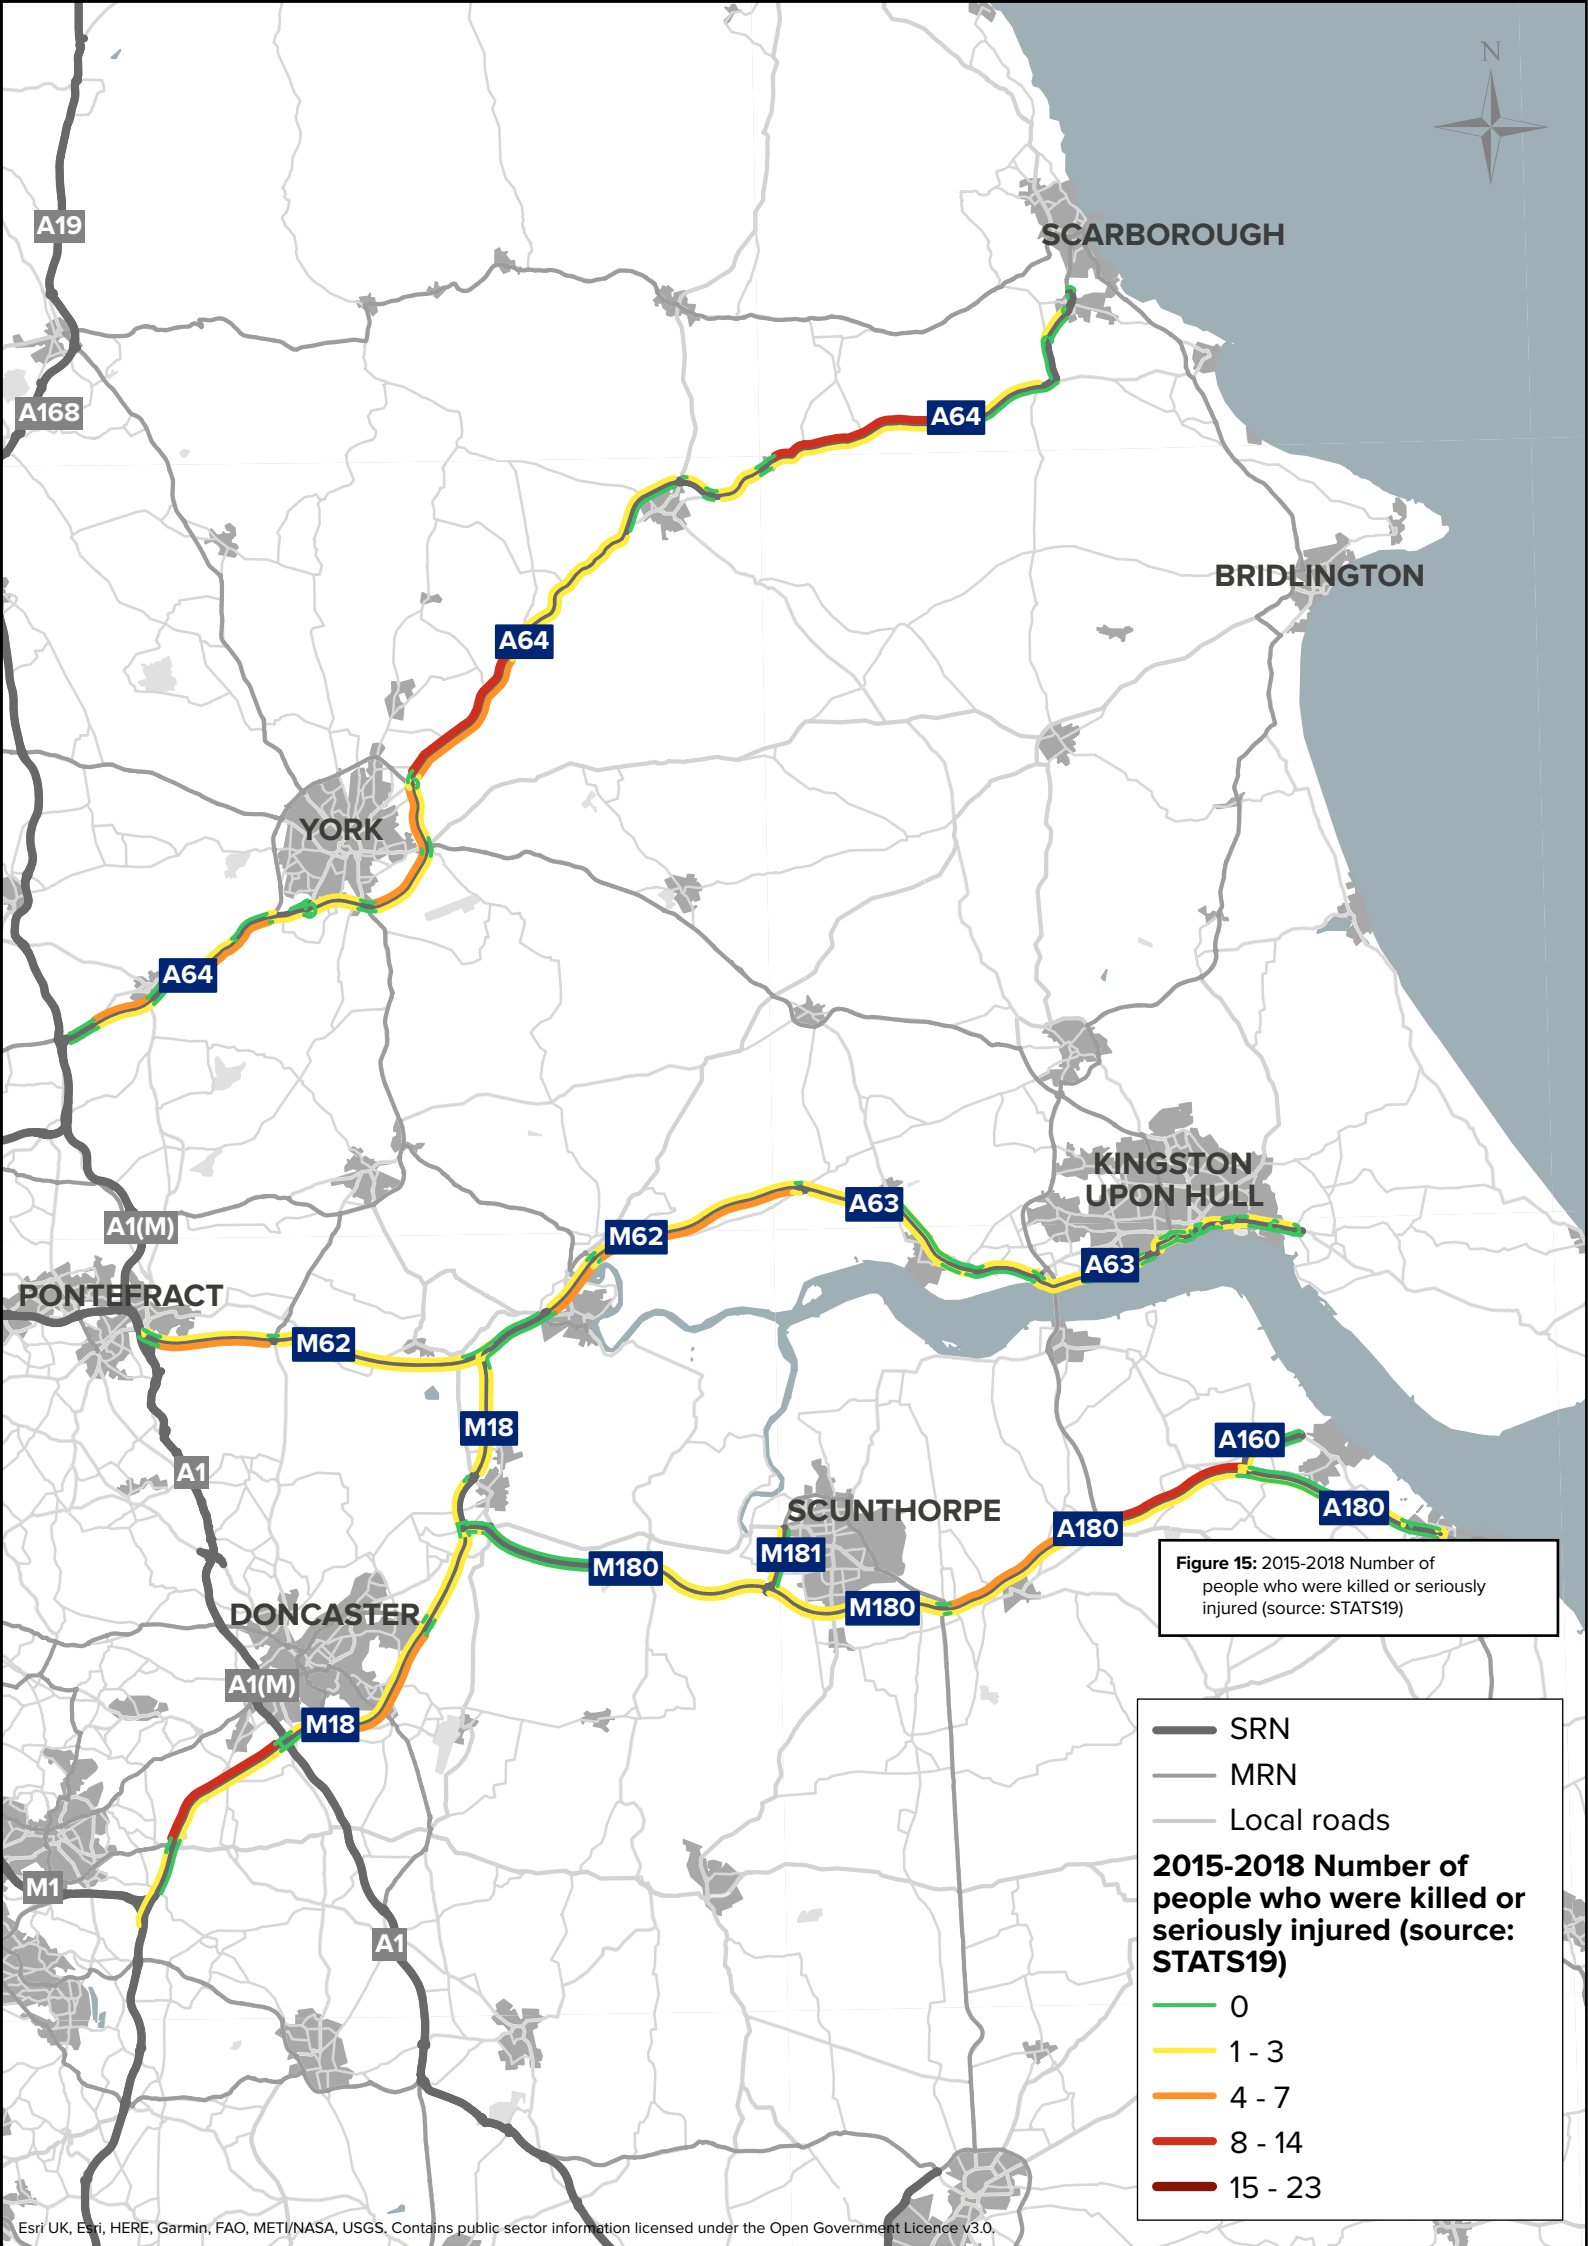 N
A19
SCARBOROUGH
A168
A64
BRIDLINGTON
A64
YORK
A64
KINGSTON
UPON HULL
A63
A1(M)
M62
A63
PONTEFRACT
M62
M18
A160
A1
SCUNTHORPE
A180
A180
M181
M180
Figure 15: 2015-2018 Number of
people who were killed or seriously
injured (source: STATS19)
DONCASTER
M180
A1(M)
M18
SRN
MRN
Local roads
2015-2018 Number of
people who were killed or
seriously injured (source:
STATS19)
M1
A1
0
1 - 3
4 - 7
8 - 14
15 - 23
Esri UK, Esri, HERE, Garmin, FAO, METI/NASA, USGS. Contains public sector information licensed under the Open Government Licence v3.0.